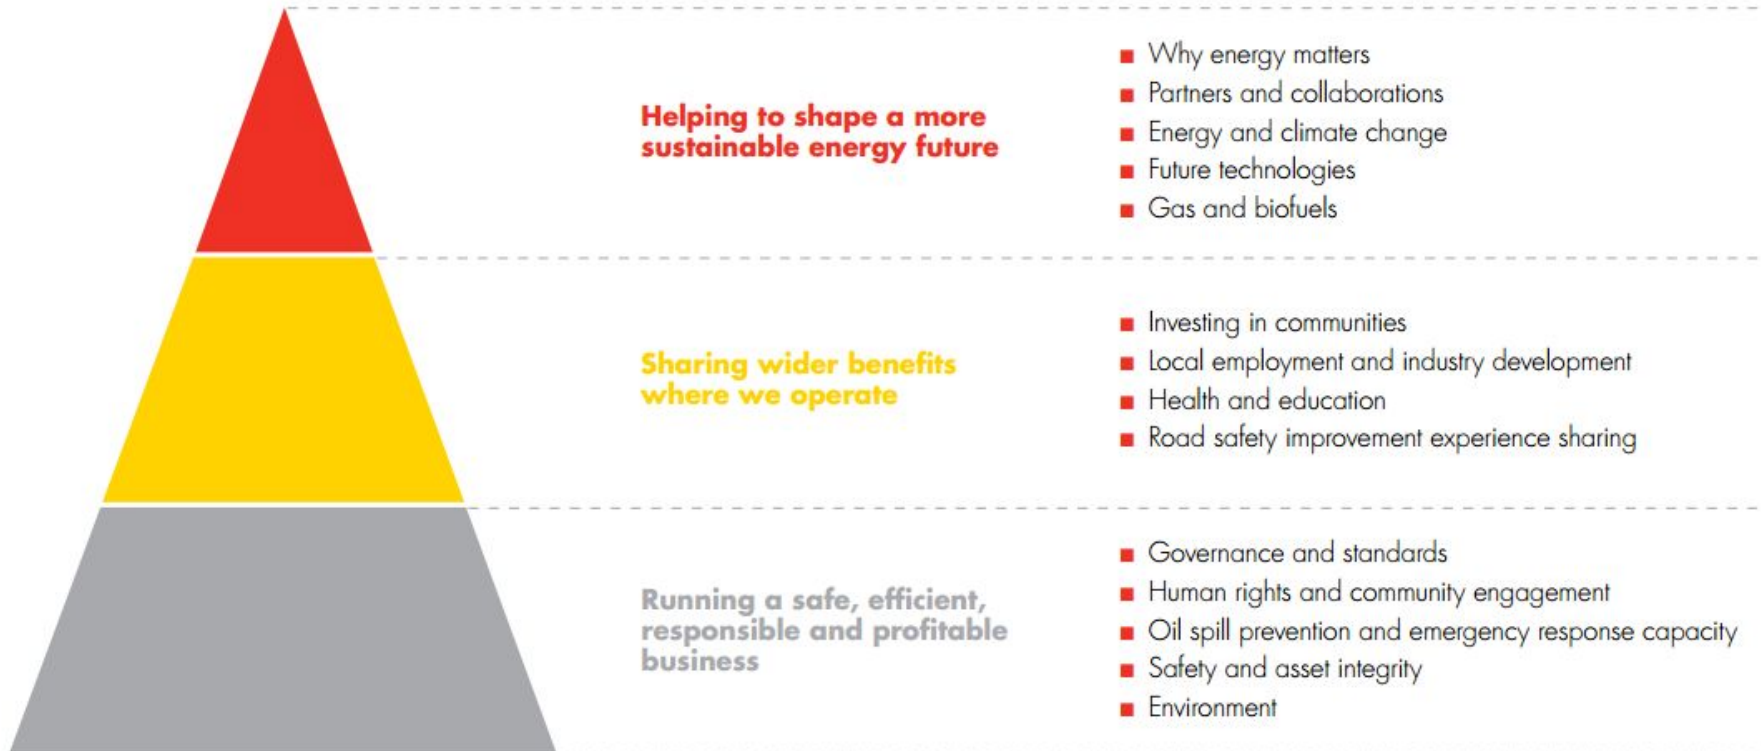 Helping to shape a more
sustainable energy future
Why energy matters
Partners and collaborations
Energy and climate change
Future technologies
Gas and biofuels
Sharing wider benefits
where we operate
Investing in communities
Local employment and industry development
Health and education
Road safety improvement experience sharing
Running a safe, efficient,
responsible and profitable
business
Governance and standards
Human rights and community engagement
Oil spill prevention and emergency response capacity
Safety and asset integrity
Environment